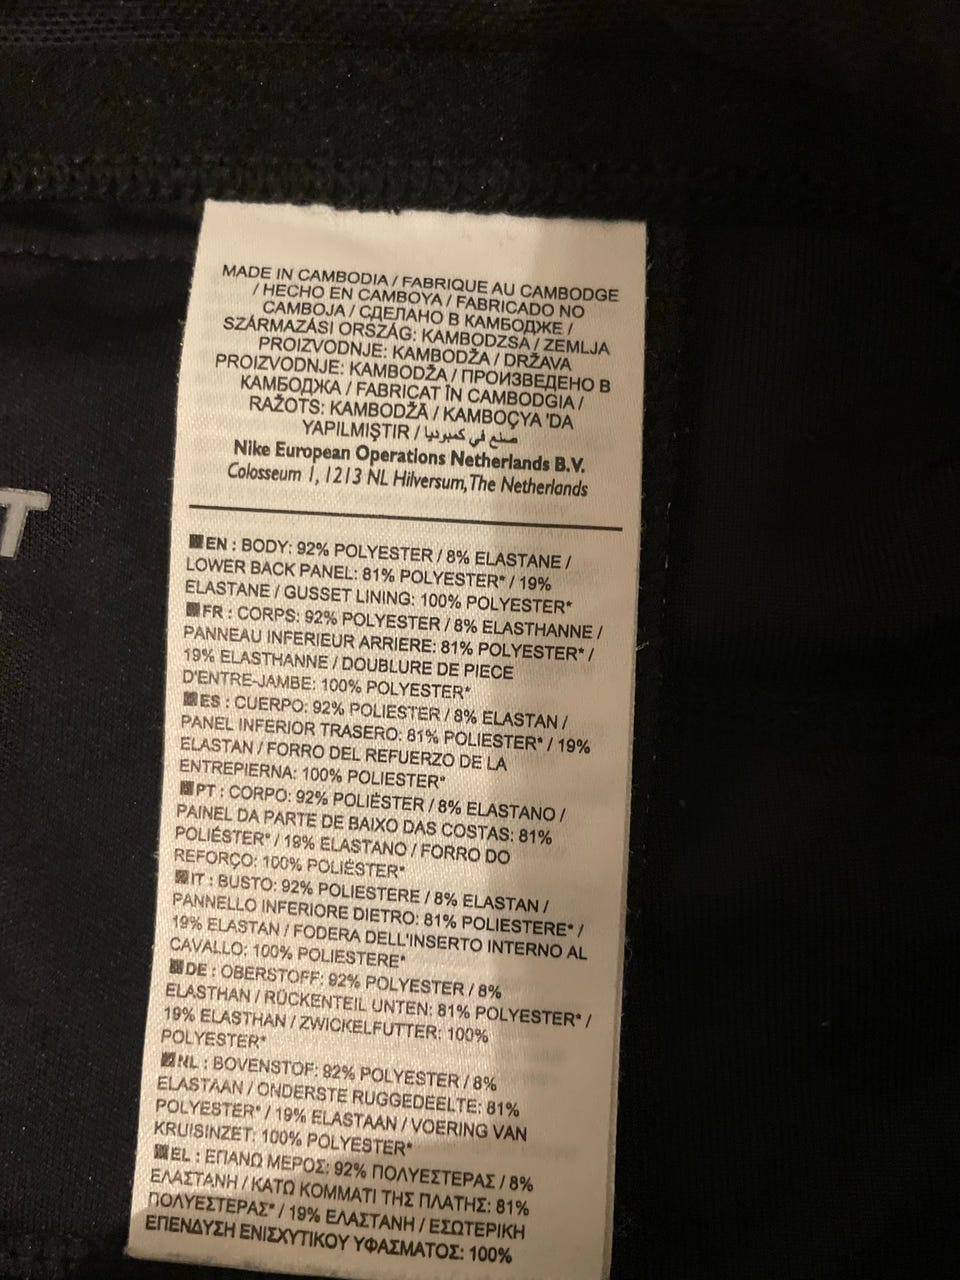 MADE IN CAMBODIA / FABRIQUE AU CAMBODGE
/ HECHO EN CAMBOYA / FABRICADO NO
CAMBOJA / СДЕЛАНО В КАМБОДЖЕ /
SZÁRMAZÁSI ORSZÁG: KAMBODZSA / ZEMLJA
PROIZVODNJE: KAMBODŽA / DRŽAVA
PROIZVODNJE: KAMBODŽA / ПРОИЗВЕДЕНО В
КАМБОДЖА / FABRICAT ÎN CAMBODGIA /
RAŽOTS: KAMBODŽĀ / KAMBOÇYA 'DA
YAPILMIŞTIR / صنع في كمبوديا
Nike European Operations Netherlands B.V.
Colosseum 1, 1213 NL Hilversum, The Netherlands
EN : BODY: 92% POLYESTER / 8% ELASTANE /
LOWER BACK PANEL: 81% POLYESTER* / 19%
ELASTANE / GUSSET LINING: 100% POLYESTER*
FR : CORPS: 92% POLYESTER / 8% ELASTHANNE /
PANNEAU INFERIEUR ARRIERE: 81% POLYESTER* /
19% ELASTHANNE / DOUBLURE DE PIECE
D'ENTRE-JAMBE: 100% POLYESTER*
ES : CUERPO: 92% POLIESTER / 8% ELASTAN /
PANEL INFERIOR TRASERO: 81% POLIESTER* / 19%
ELASTAN / FORRO DEL REFUERZO DE LA
ENTREPIERNA: 100% POLIESTER*
PT : CORPO: 92% POLIÉSTER / 8% ELASTANO /
PAINEL DA PARTE DE BAIXO DAS COSTAS: 81%
POLIÉSTER* / 19% ELASTANO / FORRO DO
REFORÇO: 100% POLIÉSTER*
IT : BUSTO: 92% POLIESTERE / 8% ELASTAN /
PANNELLO INFERIORE DIETRO: 81% POLIESTERE* /
19% ELASTAN / FODERA DELL'INSERTO INTERNO AL
CAVALLO: 100% POLIESTERE*
DE : OBERSTOFF: 92% POLYESTER / 8%
ELASTHAN / RÜCKENTEIL UNTEN: 81% POLYESTER* /
19% ELASTHAN / ZWICKELFUTTER: 100%
POLYESTER*
NL : BOVENSTOF: 92% POLYESTER / 8%
ELASTAAN / ONDERSTE RUGGEDEELTE: 81%
POLYESTER* / 19% ELASTAAN / VOERING VAN
KRUISINZET: 100% POLYESTER*
EL : ΕΠΑΝΩ ΜΕΡΟΣ: 92% ΠΟΛΥΕΣΤΕΡΑΣ / 8%
ΕΛΑΣΤΑΝΗ / ΚΑΤΩ ΚΟΜΜΑΤΙ ΤΗΣ ΠΛΑΤΗΣ: 81%
ΠΟΛΥΕΣΤΕΡΑΣ* / 19% ΕΛΑΣΤΑΝΗ / ΕΣΩΤΕΡΙΚΗ
ΕΠΕΝΔΥΣΗ ΕΝΙΣΧΥΤΙΚΟΥ ΥΦΑΣΜΑΤΟΣ: 100%